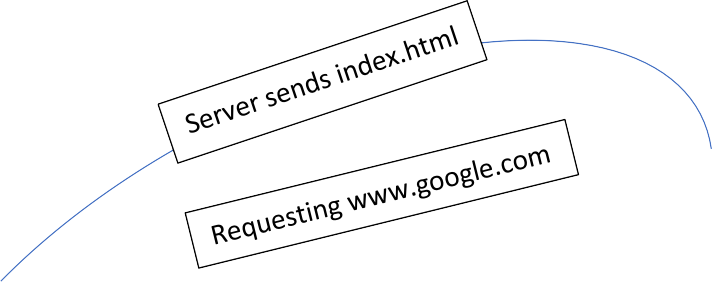 Server sends index.html
Requesting www.google.com